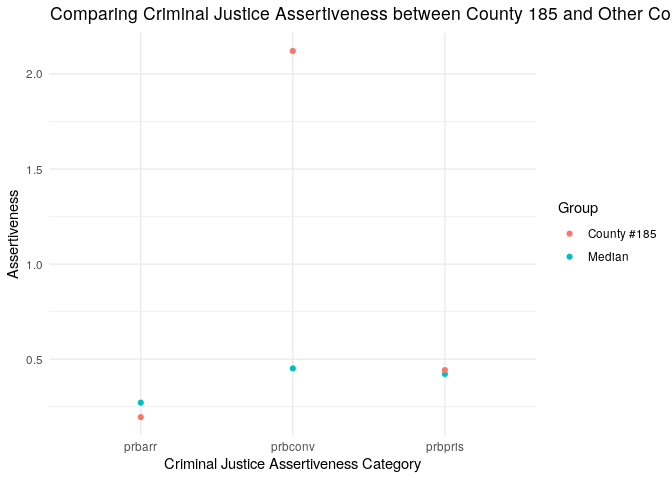 Comparing Criminal Justice Assertiveness between County 185 and Other Co
2.0
1.5
1.0
0.5
Assertiveness
prbarr
prbconv
prbpris
Criminal Justice Assertiveness Category
Group
County #185
Median